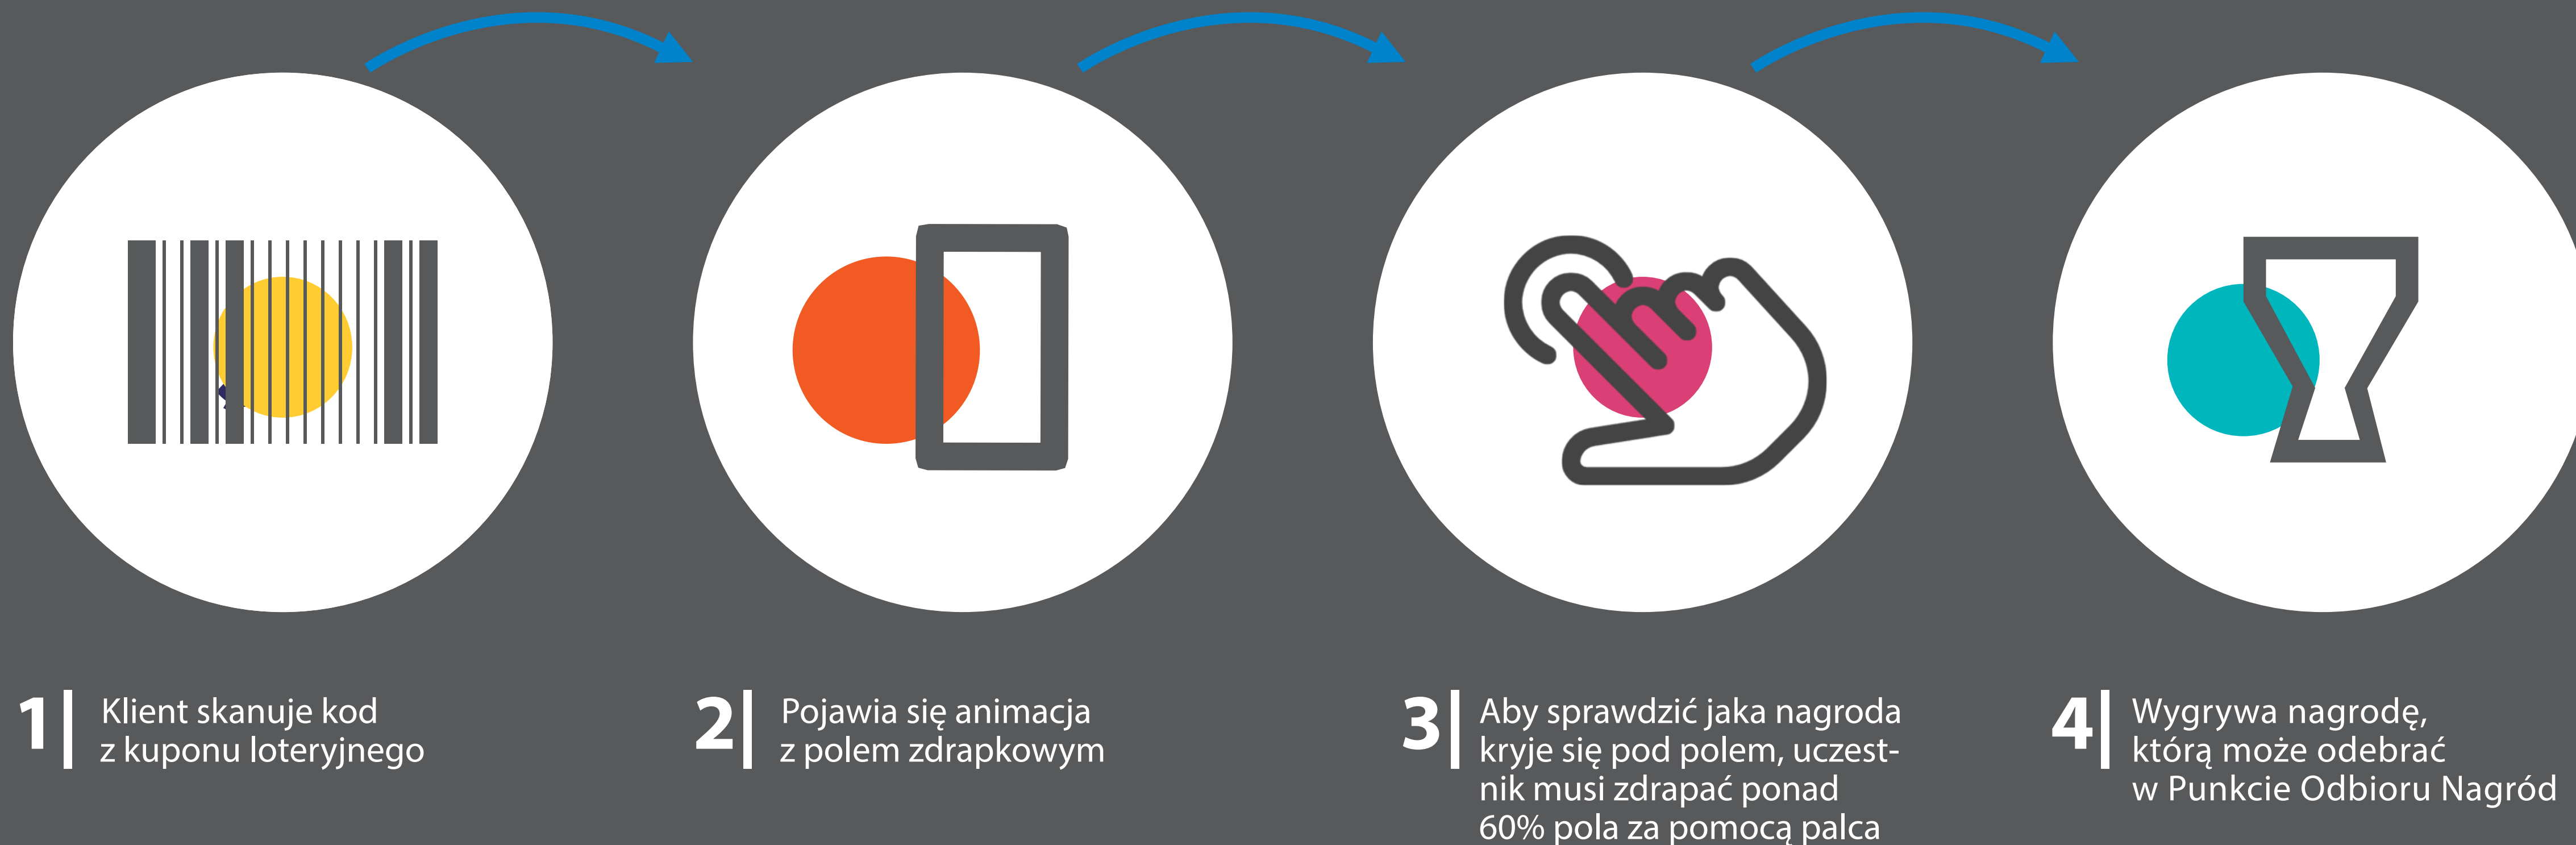 1 Klient skanuje kod
z kuponu loteryjnego
2 Pojawia się animacja
z polem zdrapkowym
3 Aby sprawdzić jaka nagroda
kryje się pod polem, uczest-
nik musi zdrapać ponad
60% pola za pomocą palca
4 Wygrywa nagrodę,
którą może odebrać
w Punkcie Odbioru Nagród